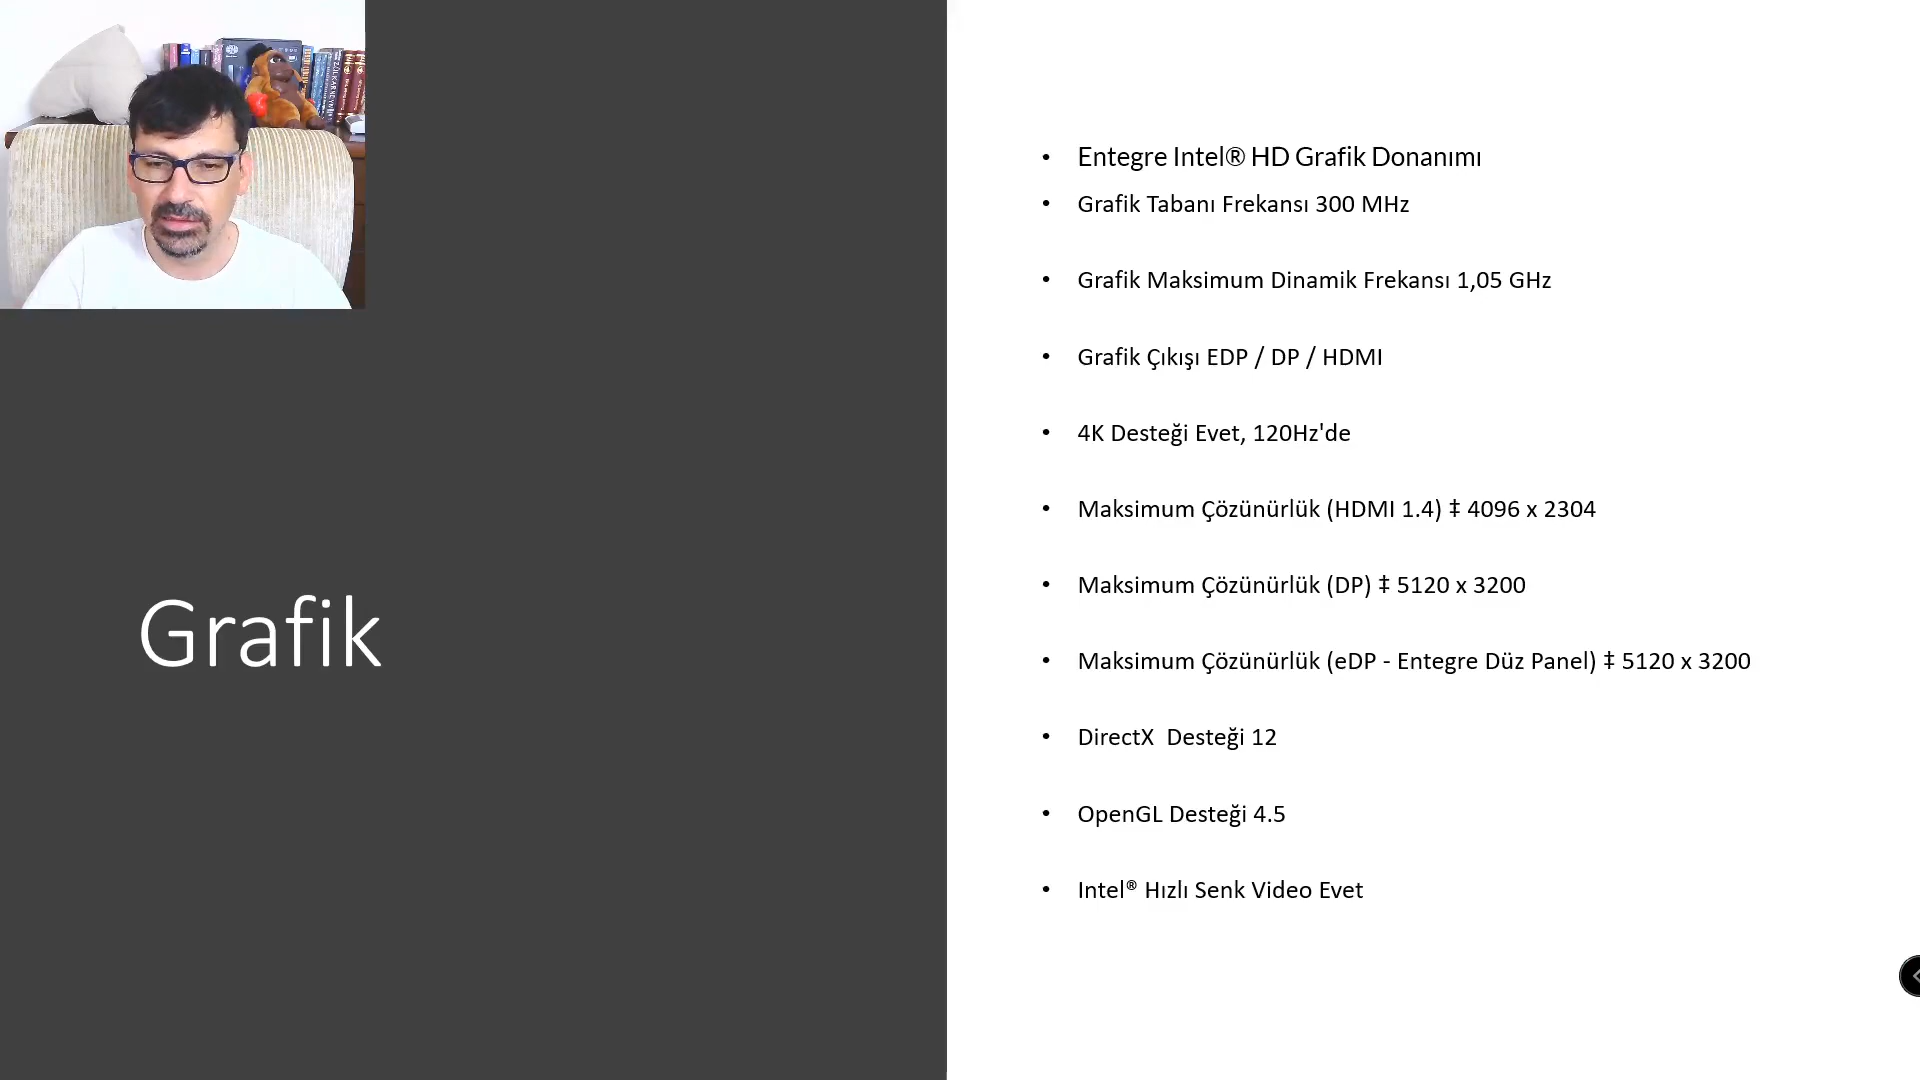 ZÜLKARNEYN
Grafik
• Entegre Intel® HD Grafik Donanımı
• Grafik Tabanı Frekansı 300 MHz
• Grafik Maksimum Dinamik Frekansı 1,05 GHz
• Grafik Çıkışı EDP / DP / HDMI
• 4K Desteği Evet, 120Hz'de
• Maksimum Çözünürlük (HDMI 1.4) ‡ 4096 x 2304
• Maksimum Çözünürlük (DP) ‡ 5120 x 3200
• Maksimum Çözünürlük (eDP - Entegre Düz Panel) ‡ 5120 x 3200
• DirectX  Desteği 12
• OpenGL Desteği 4.5
• Intel® Hızlı Senk Video Evet